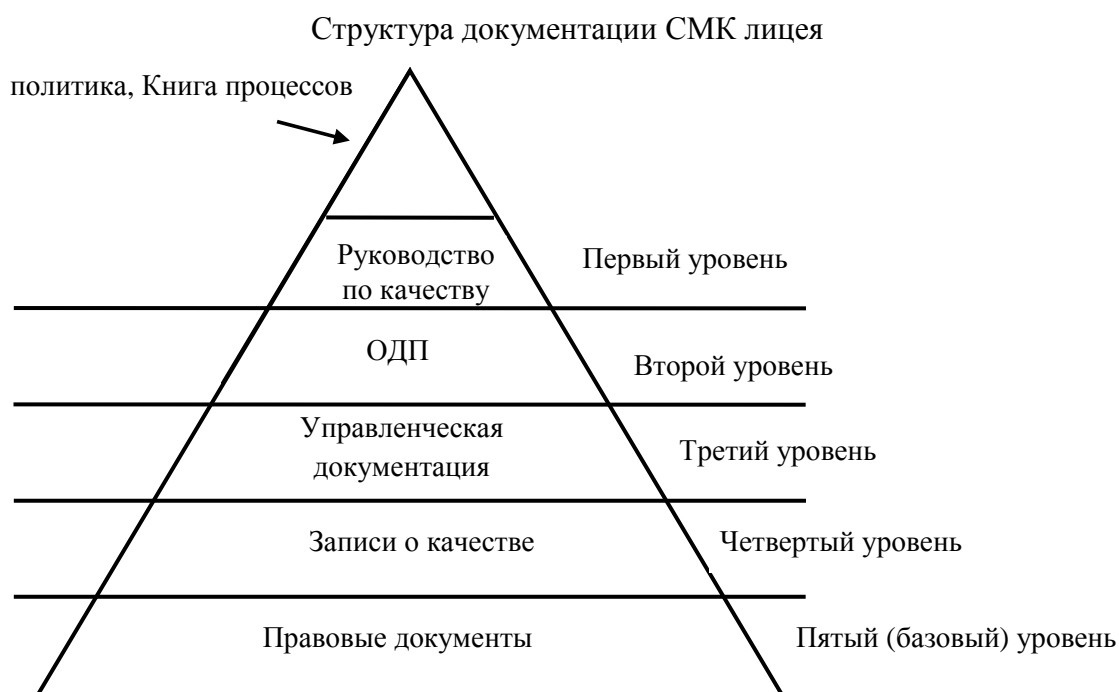 Структура документации СМК лицея
политика, Книга процессов
Руководство
по качеству
Первый уровень
ОДП
Второй уровень
Управленческая
документация
Третий уровень
Записи о качестве
Четвертый уровень
Правовые документы
Пятый (базовый) уровень